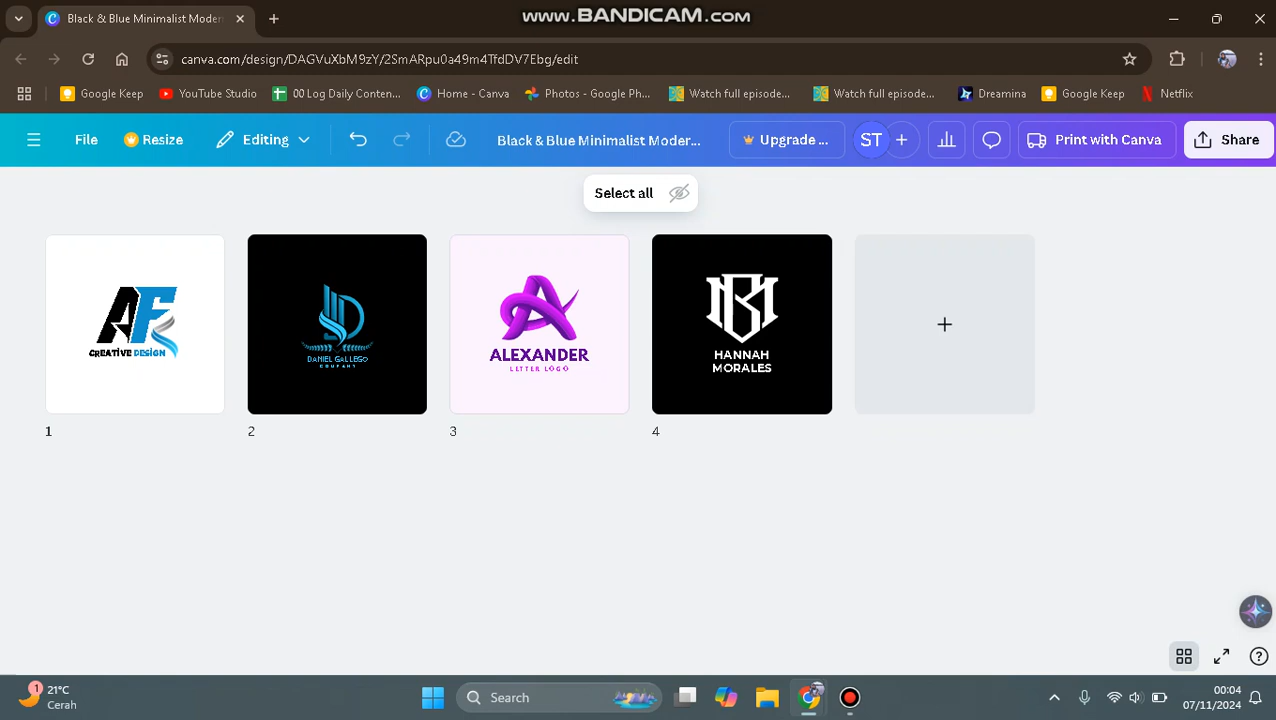 Black & Blue Minimalist Moder
www.BANDICAM.com
canva.com/design/DAGVuXbM9zY/2SmARpu0a49m4TfdDV7Ebg/edit
Google Keep
YouTube Studio
00 Log Daily Conten...
Home - Canva
Photos - Google Ph...
Watch full episode...
Watch full episode...
Dreamina
Google Keep
Netflix
File
Resize
Editing
Black & Blue Minimalist Moder...
Upgrade ...
ST
Print with Canva
Share
Select all
AF
CREATIVE DESIGN
DANIEL GALLEGO
COMPANY
A
ALEXANDER
LETTER LOGO
HANNAH
MORALES
1
2
3
4
1
21°C
Cerah
Search
00:04
07/11/2024